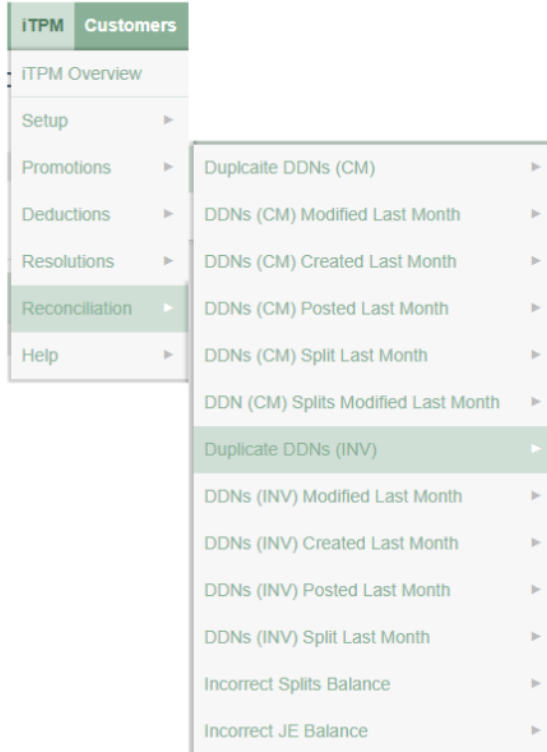 iTPM Customers
iTPM Overview
Setup
Promotions
Deductions
Resolutions
Reconciliation
Help
Duplcaite DDNs (CM)
DDNs (CM) Modified Last Month
DDNs (CM) Created Last Month
DDNs (CM) Posted Last Month
DDNs (CM) Split Last Month
DDN (CM) Splits Modified Last Month
Duplicate DDNs (INV)
DDNs (INV) Modified Last Month
DDNs (INV) Created Last Month
DDNs (INV) Posted Last Month
DDNs (INV) Split Last Month
Incorrect Splits Balance
Incorrect JE Balance